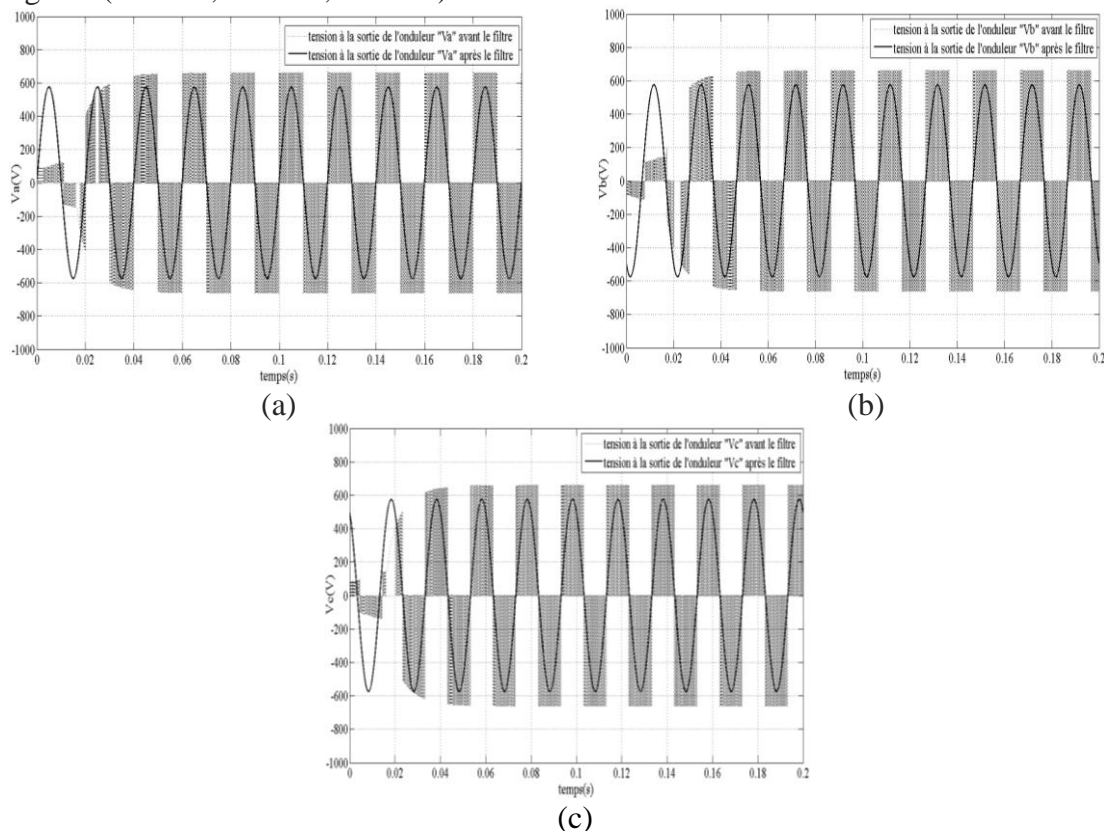 1000
800
600
400
200
0
-200
-400
-600
-800
-1000
Va(V)
tension à la sortie de l'onduleur "Va" avant le filtre
tension à la sortie de l'onduleur "Va" après le filtre
0 0.02 0.04 0.06 0.08 0.1 0.12 0.14 0.16 0.18 0.2
temps(s)
(a)
1000
800
600
400
200
0
-200
-400
-600
-800
-1000
Vb(V)
tension à la sortie de l'onduleur "Vb" avant le filtre
tension à la sortie de l'onduleur "Vb" après le filtre
0 0.02 0.04 0.06 0.08 0.1 0.12 0.14 0.16 0.18 0.2
temps(s)
(b)
1000
800
600
400
200
0
-200
-400
-600
-800
-1000
Vc(V)
tension à la sortie de l'onduleur "Vc" avant le filtre
tension à la sortie de l'onduleur "Vc" après le filtre
0 0.02 0.04 0.06 0.08 0.1 0.12 0.14 0.16 0.18 0.2
temps(s)
(c)